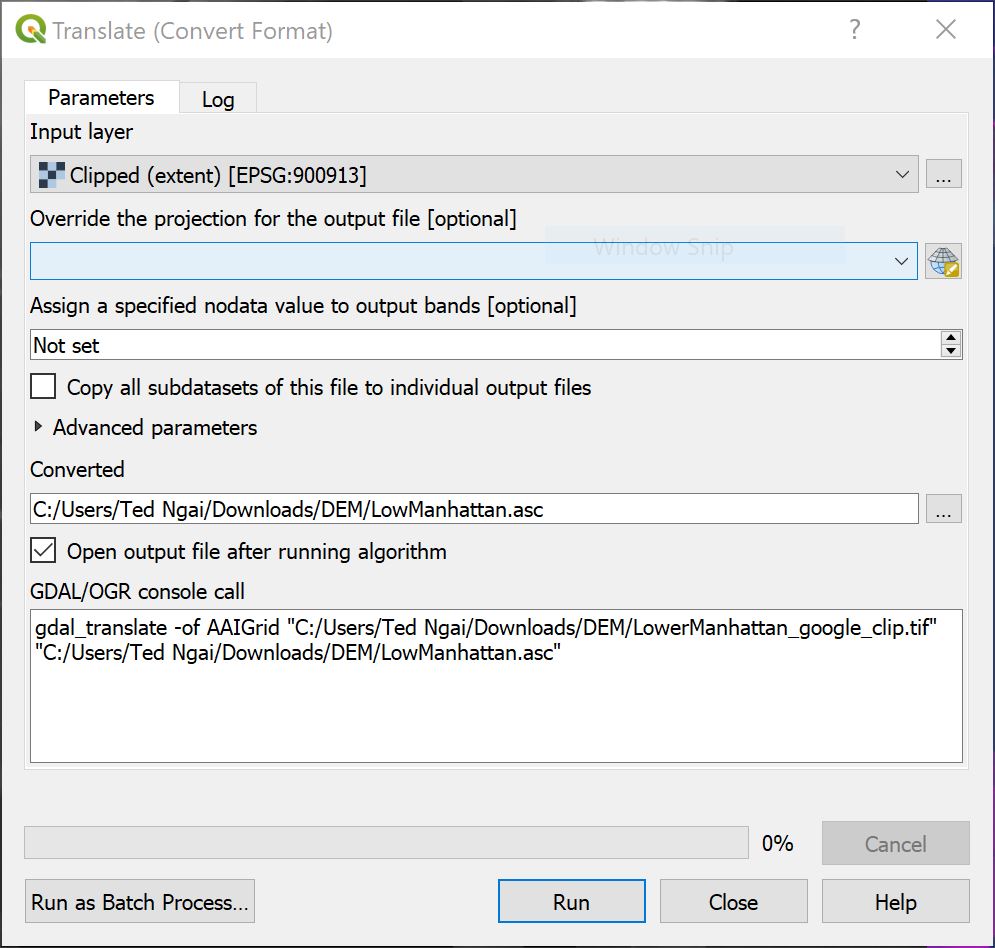 Translate (Convert Format)
?
Parameters
Log
Input layer
Clipped (extent) [EPSG:900913]
...
Override the projection for the output file [optional]
Window Snip
Assign a specified nodata value to output bands [optional]
Not set
Copy all subdatasets of this file to individual output files
Advanced parameters
Converted
C:/Users/Ted Ngai/Downloads/DEM/LowManhattan.asc
...
Open output file after running algorithm
GDAL/OGR console call
gdal_translate -of AAIGrid "C:/Users/Ted Ngai/Downloads/DEM/LowerManhattan_google_clip.tif"
"C:/Users/Ted Ngai/Downloads/DEM/LowManhattan.asc"
0%
Cancel
Run as Batch Process...
Run
Close
Help